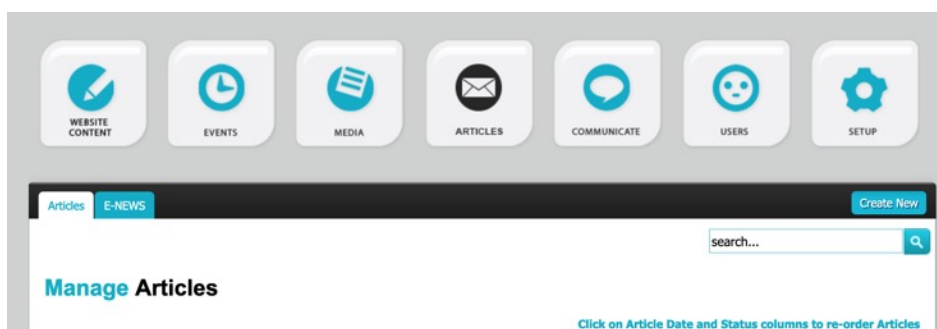 WEBSITE
CONTENT
EVENTS
MEDIA
ARTICLES
COMMUNICATE
USERS
SETUP
Articles
E-NEWS
Create New
search...
Manage Articles
Click on Article Date and Status columns to re-order Articles